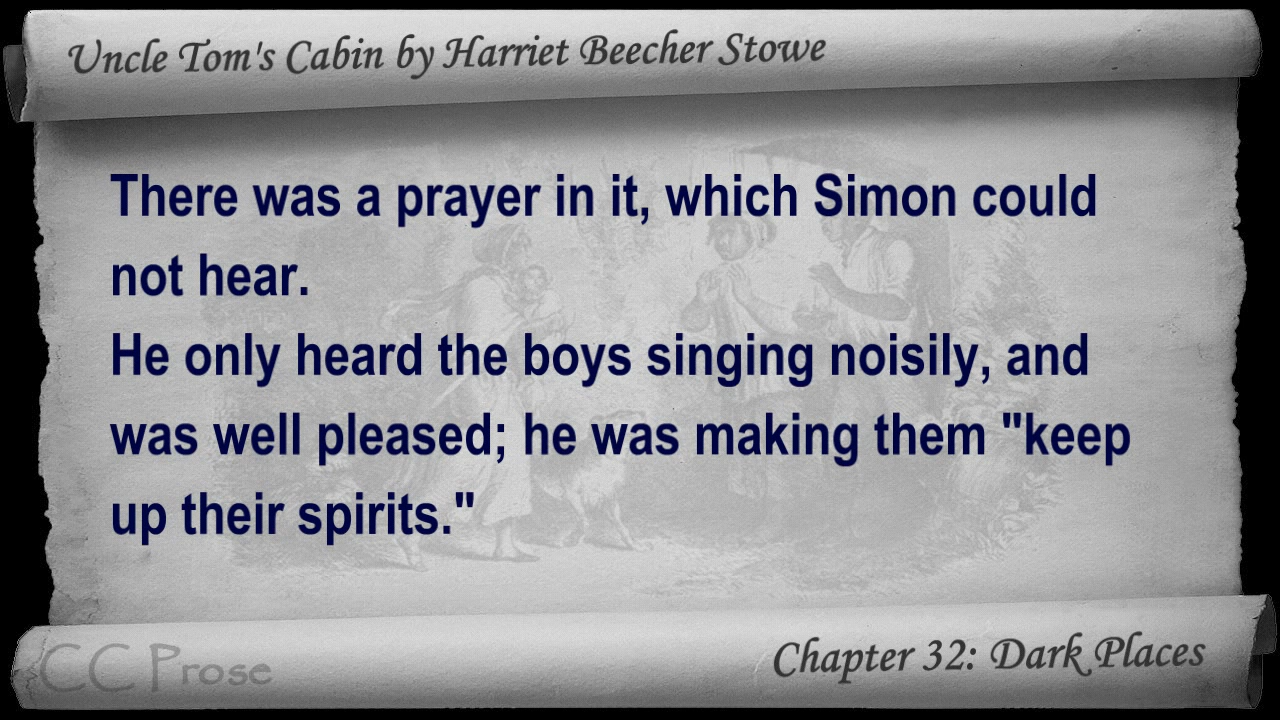 Uncle Tom's Cabin by Harriet Beecher Stowe
There was a prayer in it, which Simon could
not hear.
He only heard the boys singing noisily, and
was well pleased; he was making them "keep
up their spirits."
CC Prose
Chapter 32: Dark Places